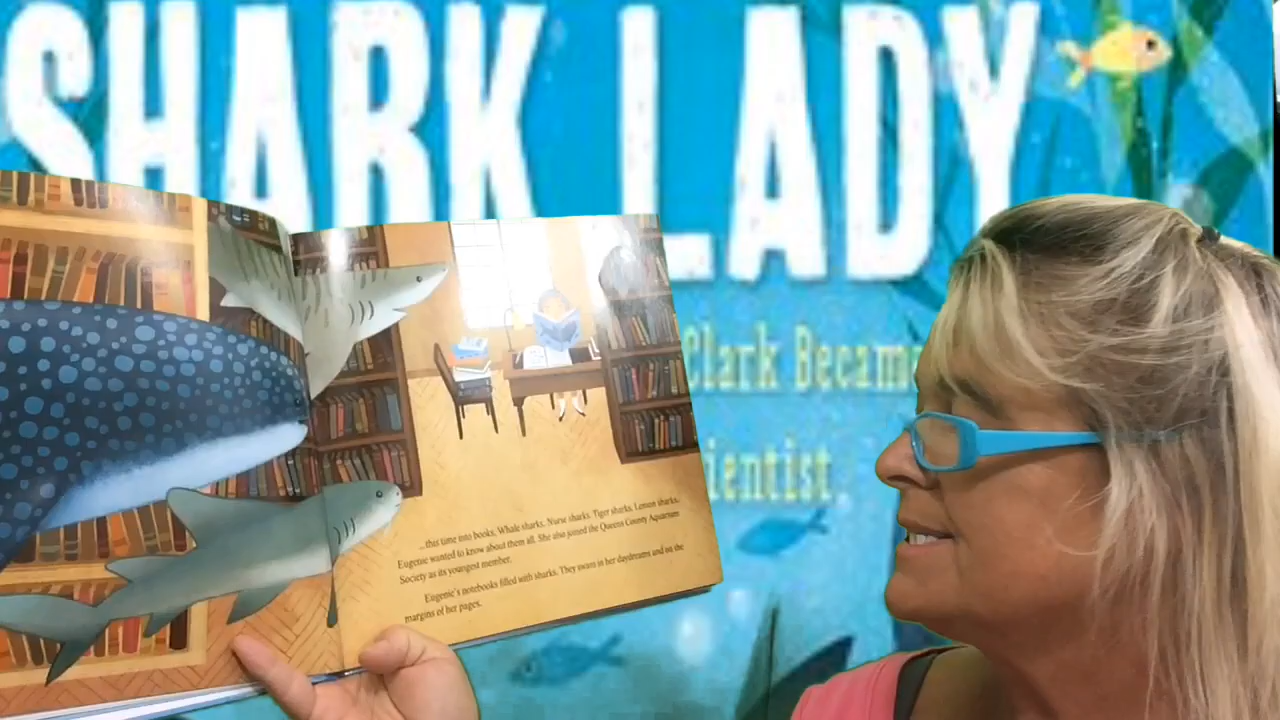 SHARK LADY
Clark Becam
ientist
...this time into books. Whale sharks. Nurse sharks. Tiger sharks. Lemon sharks.
Eugenie wanted to know about them all. She also joined the Queens County Aquarium
Society as its youngest member.
Eugenie's notebooks filled with sharks. They swam in her daydreams and on the
margins of her pages.